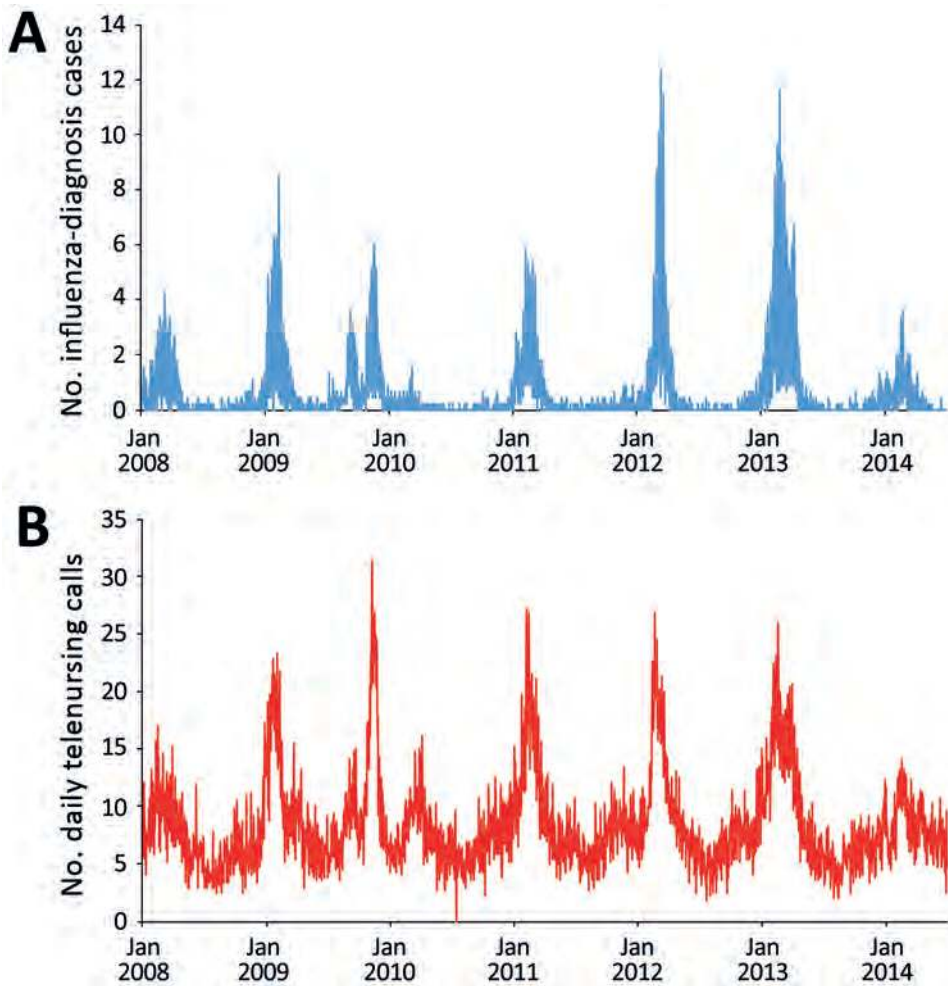 A
No. influenza-diagnosis cases
14
12
10
8
6
4
2
0
Jan Jan Jan Jan Jan Jan Jan
2008 2009 2010 2011 2012 2013 2014
B
No. daily telenursing calls
35
30
25
20
15
10
5
0
Jan Jan Jan Jan Jan Jan Jan
2008 2009 2010 2011 2012 2013 2014